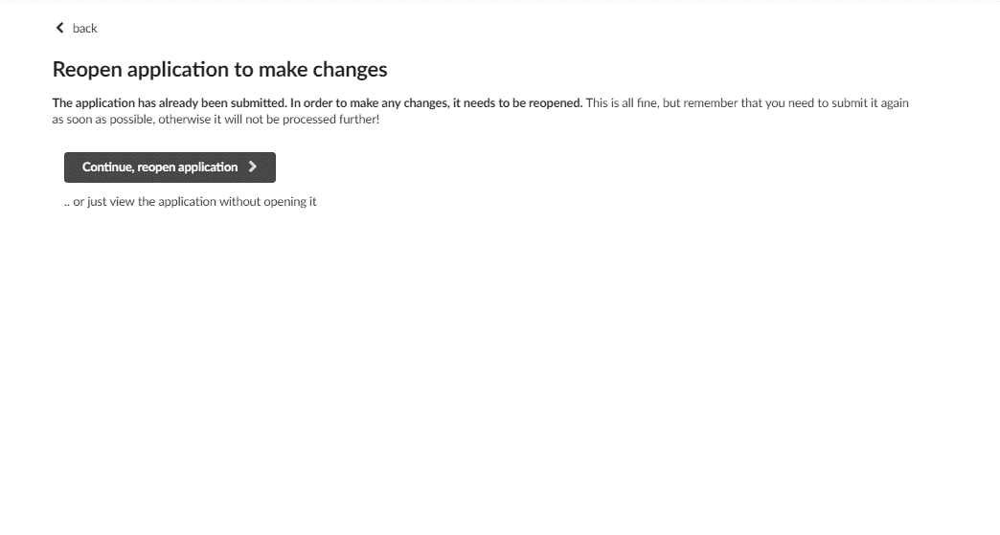 back
Reopen application to make changes
The application has already been submitted. In order to make any changes, it needs to be reopened. This is all fine, but remember that you need to submit it again
as soon as possible, otherwise it will not be processed further!
Continue, reopen application
.. or just view the application without opening it